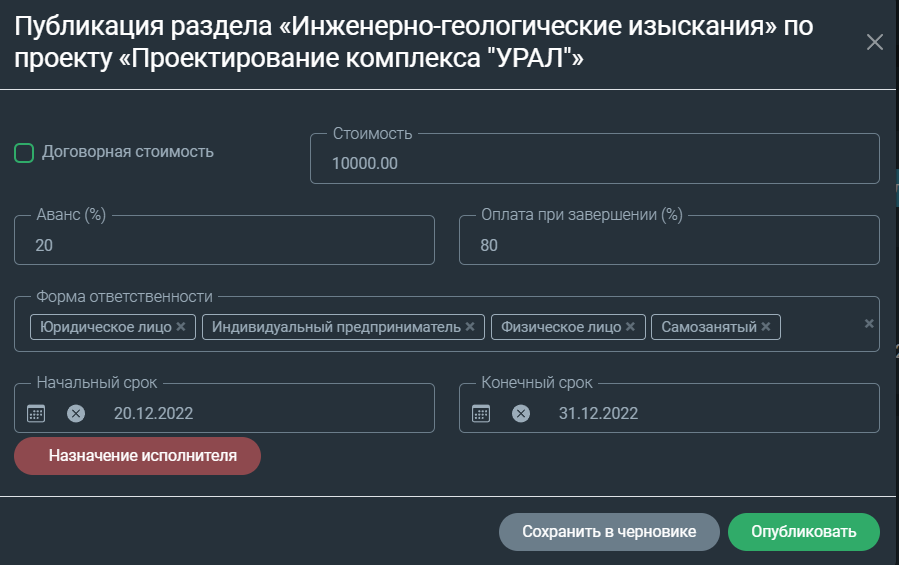 Публикация раздела «Инженерно-геологические изыскания» по
проекту «Проектирование комплекса "УРАЛ"»
Договорная стоимость
Стоимость
10000.00
Аванс (%)
20
Оплата при завершении (%)
80
Форма ответственности
Юридическое лицо × Индивидуальный предприниматель × Физическое лицо × Самозанятый ×
Начальный срок
20.12.2022
Конечный срок
31.12.2022
Назначение исполнителя
Сохранить в черновике
Опубликовать